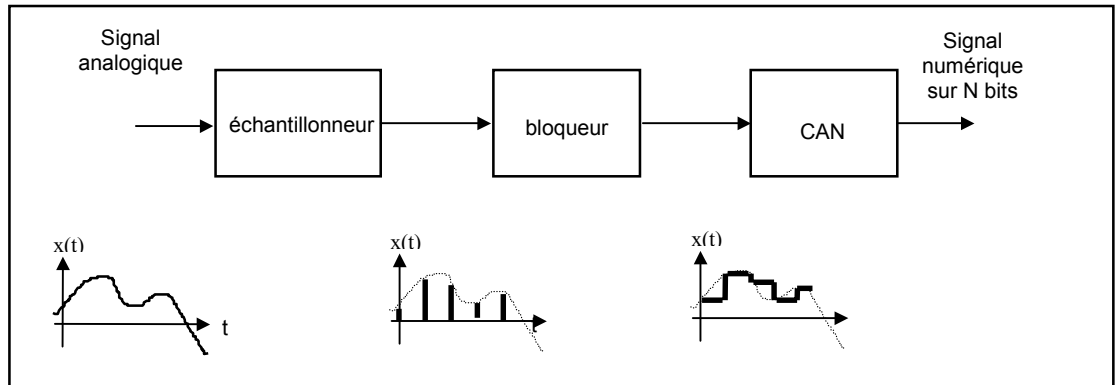 Signal
analogique
échantillonneur
bloqueur
CAN
Signal
numérique
sur N bits
x(t)
t
x(t)
x(t)